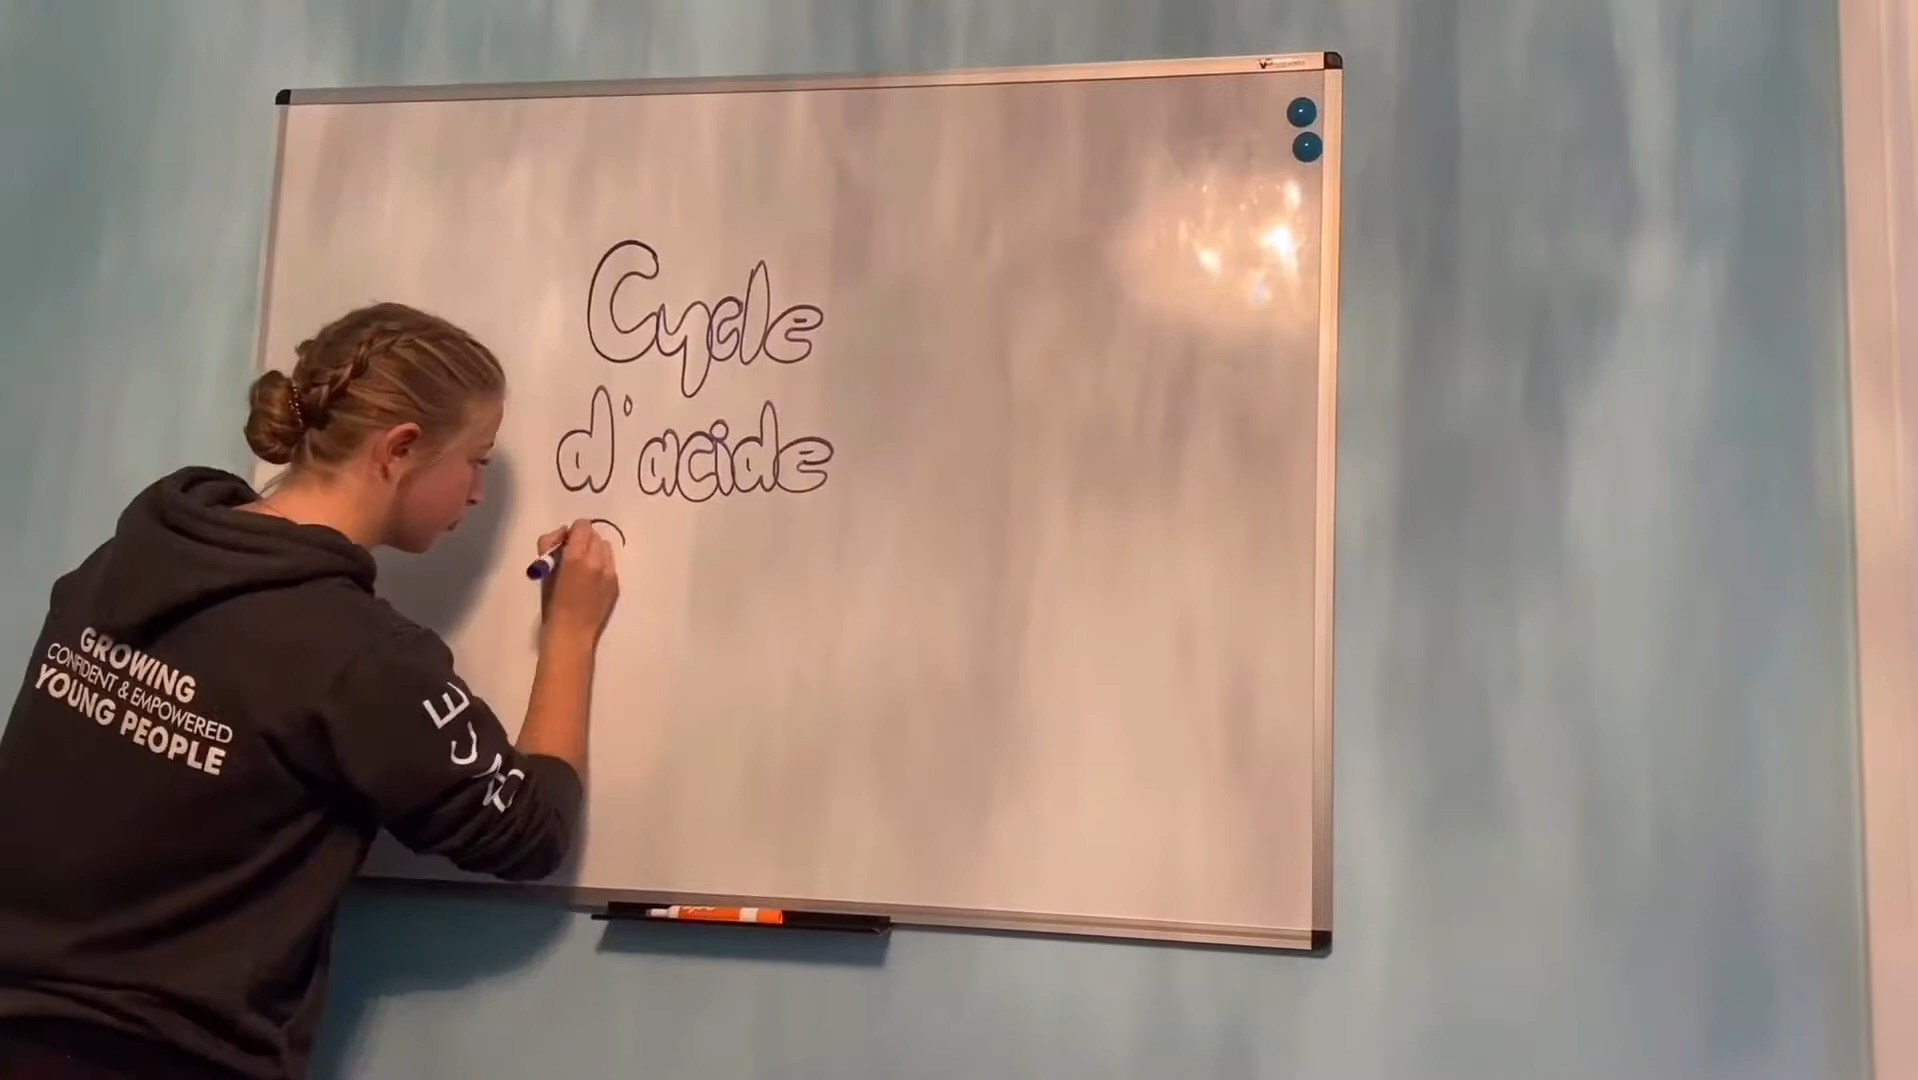 Cycle
d'acide
GROWING
CONFIDENT & EMPOWERED
YOUNG PEOPLE